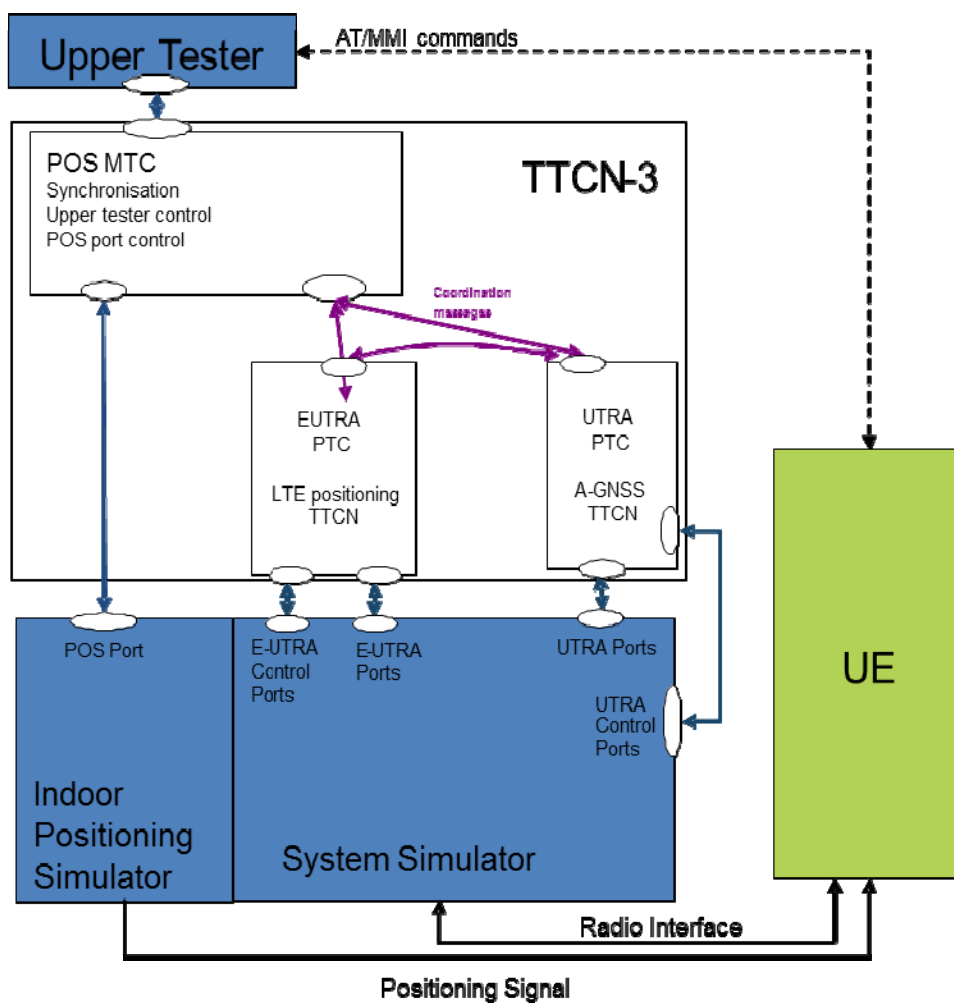 AT/MMI commands
Upper Tester
POS MTC
Synchronisation
Upper tester control
POS port control
TTCN-3
Coordination
massages
EUTRA
PTC
LTE positioning
TTCN
UTRA
PTC
A-GNSS
TTCN
POS Port
E-UTRA
Control
Ports
E-UTRA
Ports
UTRA Ports
UTRA
Control
Ports
UE
Indoor
Positioning
Simulator
System Simulator
Radio Interface
Positioning Signal